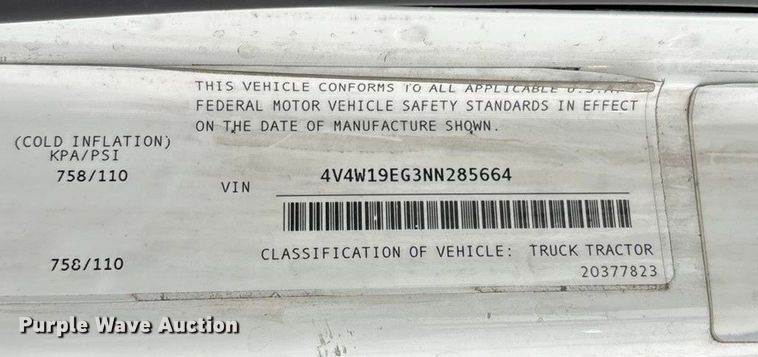 THIS VEHICLE CONFORMS TO ALL APPLICABLE U.S.A.
FEDERAL MOTOR VEHICLE SAFETY STANDARDS IN EFFECT
ON THE DATE OF MANUFACTURE SHOWN.
(COLD INFLATION)
KPA/PSI
758/110
VIN 4V4W19EG3NN285664
758/110
CLASSIFICATION OF VEHICLE: TRUCK TRACTOR
20377823
Purple Wave Auction